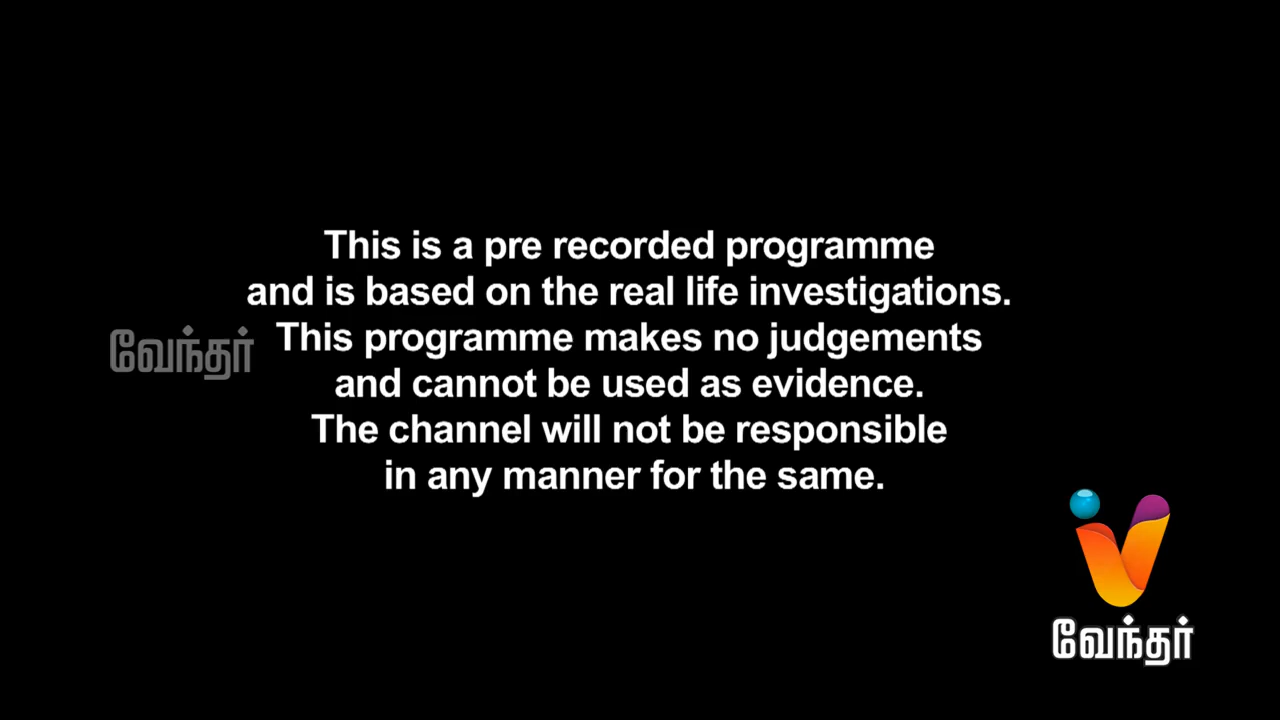 This is a pre recorded programme
and is based on the real life investigations.
வேந்தர்
This programme makes no judgements
and cannot be used as evidence.
The channel will not be responsible
in any manner for the same.
வேந்தர்